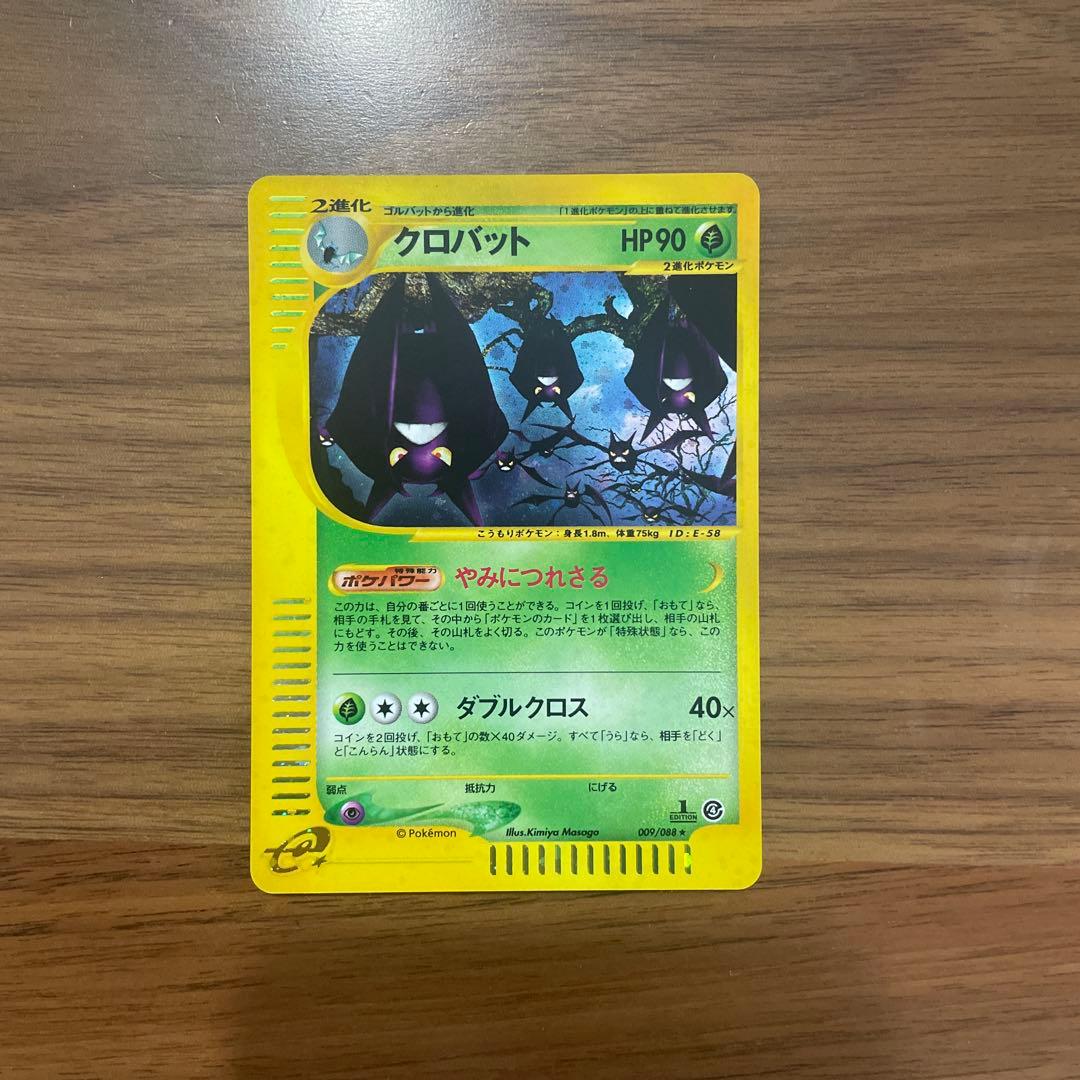 2進化
ゴルバットから進化
「1進化ポケモン」の上に重ねて進化させます
クロバット
HP90
2進化ポケモン
こうもりポケモン：身長1.8m、体重75kg ID:E-58
特殊能力
ポケパワー
やみにつれさる
この力は、自分の番ごとに1回使うことができる。コインを1回投げ、「おもて」なら、
相手の手札を見て、その中から「ポケモンのカード」を1枚選び出し、相手の山札
にもどす。その後、その山札をよく切る。このポケモンが「特殊状態」なら、この
力を使うことはできない。
ダブルクロス
40×
コインを2回投げ、「おもて」の数×40ダメージ。すべて「うら」なら、相手を「どく」
と「こんらん」状態にする。
弱点
抵抗力
にげる
1
EDITION
© Pokémon
Illus.Kimiya Masago
009/088 ★
e